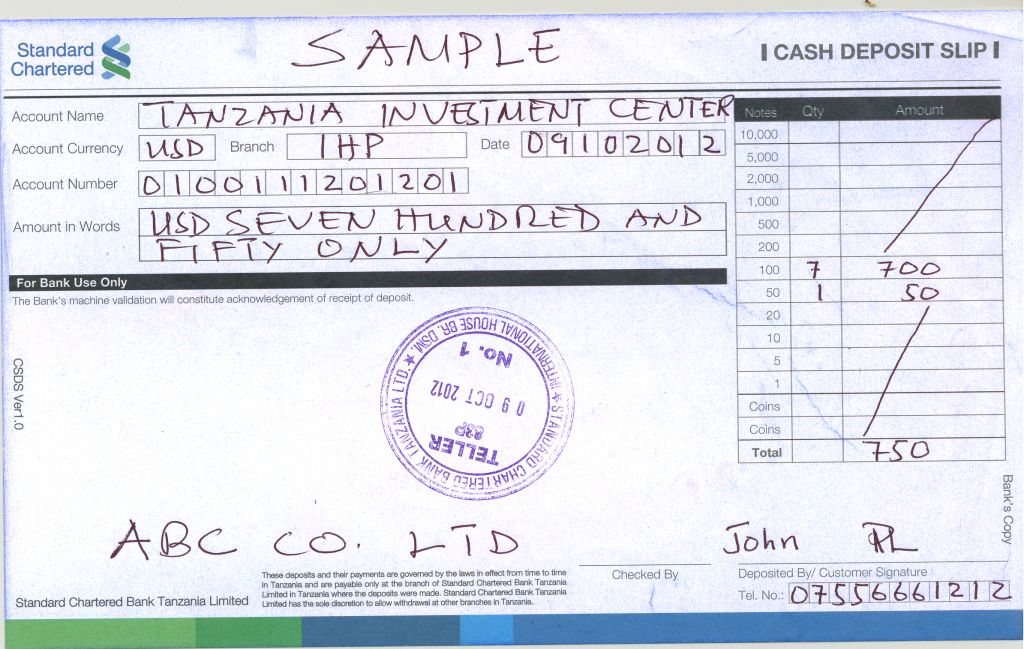 SAMPLE
Standard Chartered
CASH DEPOSIT SLIP
Account Name TANZANIA INVESTMENT CENTER
Account Currency USD Branch IHP Date 09102012
Account Number 0100111201201
Amount in Words USD SEVEN HUNDRED AND
FIFTY ONLY
Notes Qty Amount
10,000
5,000
2,000
1,000
500
200
100 7 700
50 1 50
20
10
5
1
Coins
Coins
Total 750
For Bank Use Only
The Bank's machine validation will constitute acknowledgement of receipt of deposit.
CSDS Ver1.0
STANDARD CHARTERED BANK TANZANIA LTD.
INTERNATIONAL HOUSE BR. DSM.
No. 1
09 OCT 2012
TELLER
Bank's Copy
ABC CO. LTD
John
Checked By
Deposited By/ Customer Signature
Tel. No.: 07556661212
Standard Chartered Bank Tanzania Limited
These deposits and their payments are governed by the laws in effect from time to time
in Tanzania and are payable only at the branch of Standard Chartered Bank Tanzania
Limited in Tanzania where the deposits were made. Standard Chartered Bank Tanzania
Limited has the sole discretion to allow withdrawal at other branches in Tanzania.